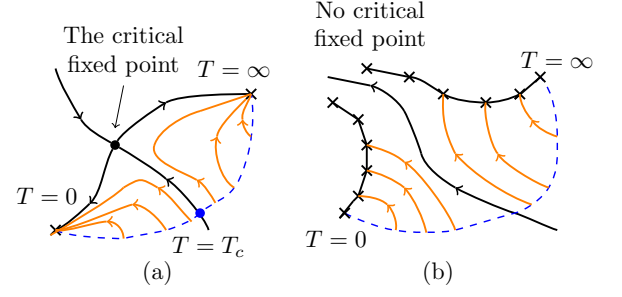 The critical
fixed point
T = ∞
T = 0
T = T_c
(a)
No critical
fixed point
T = ∞
T = 0
(b)